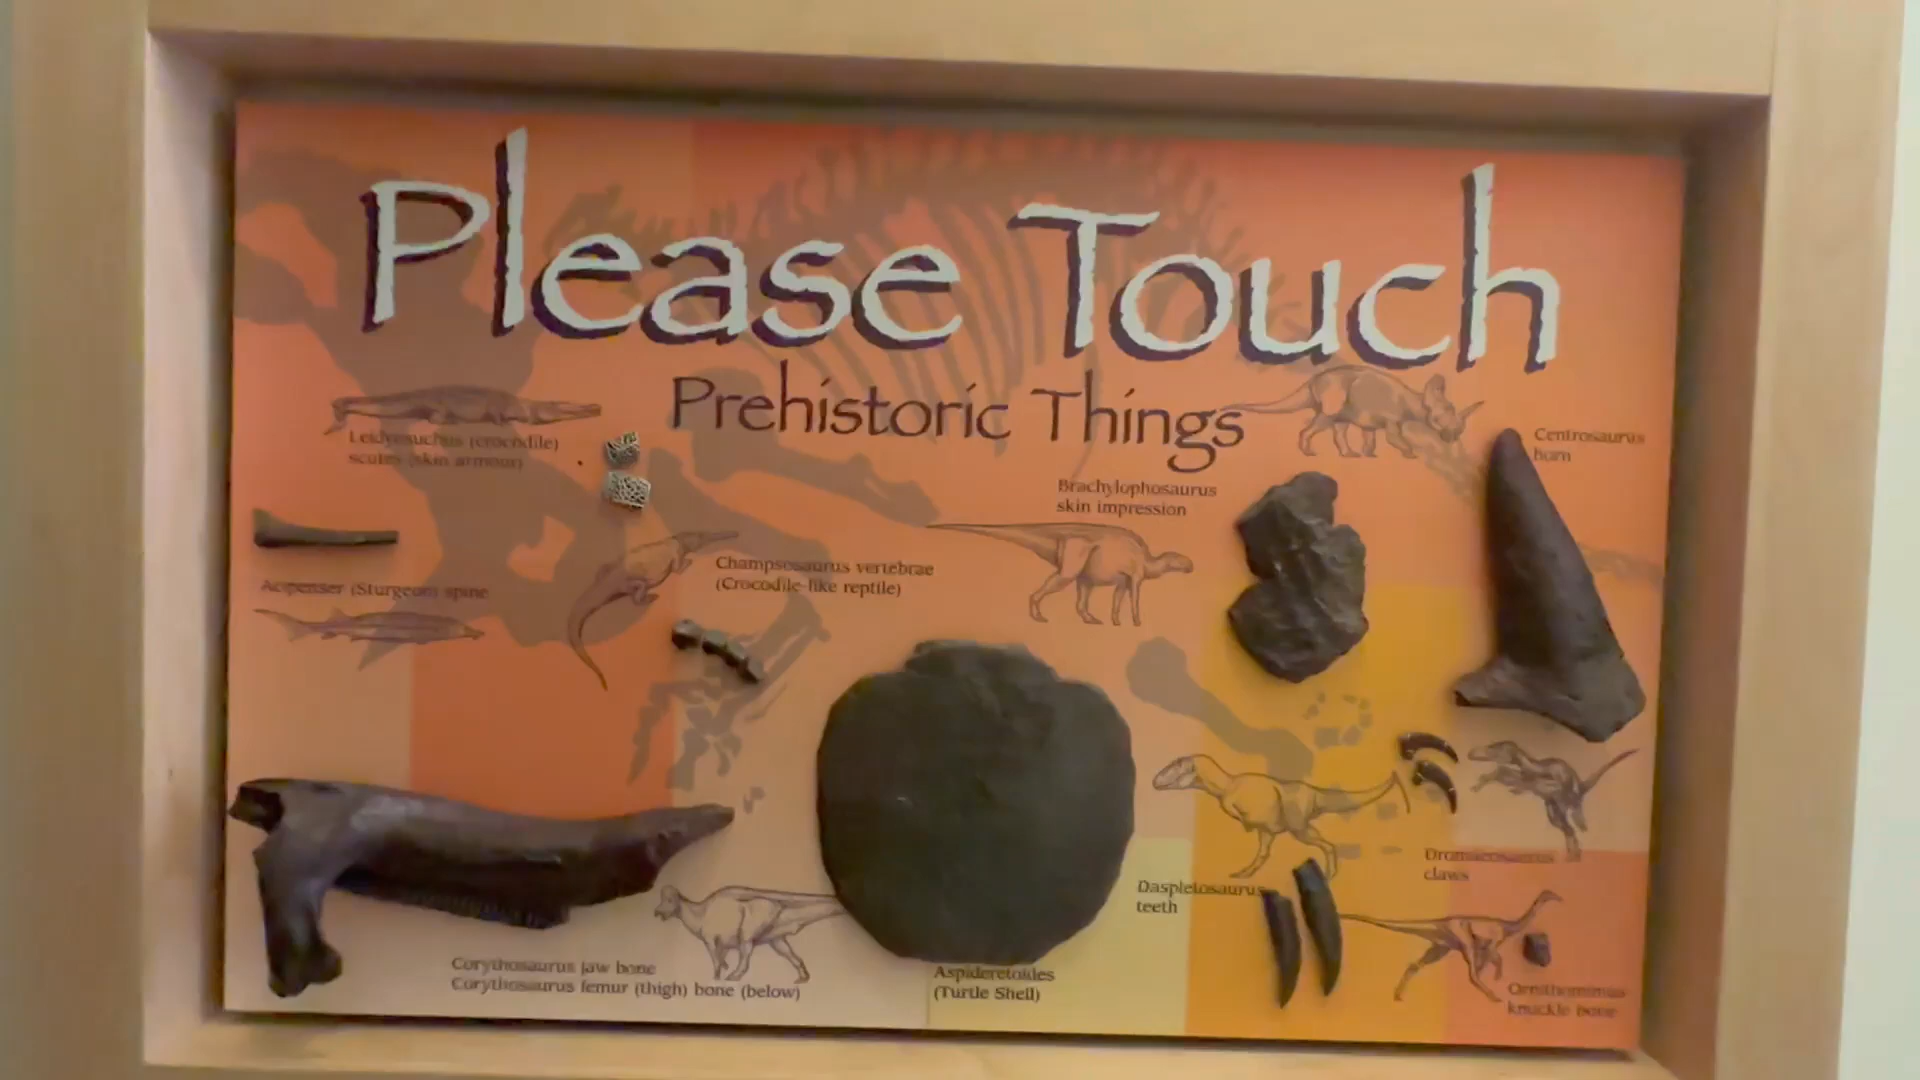 Please Touch
Prehistoric Things
Leidyosuchus (crocodile)
scutes (skin armour)
Centrosaurus
horn
Brachylophosaurus
skin impression
Champsosaurus vertebrae
(Crocodile-like reptile)
Acipenser (Sturgeon) spine
Dromaeosaurus
claws
Daspletosaurus
teeth
Corythosaurus jaw bone
Corythosaurus femur (thigh) bone (below)
Aspideretoides
(Turtle Shell)
Ornithomimus
knuckle bone